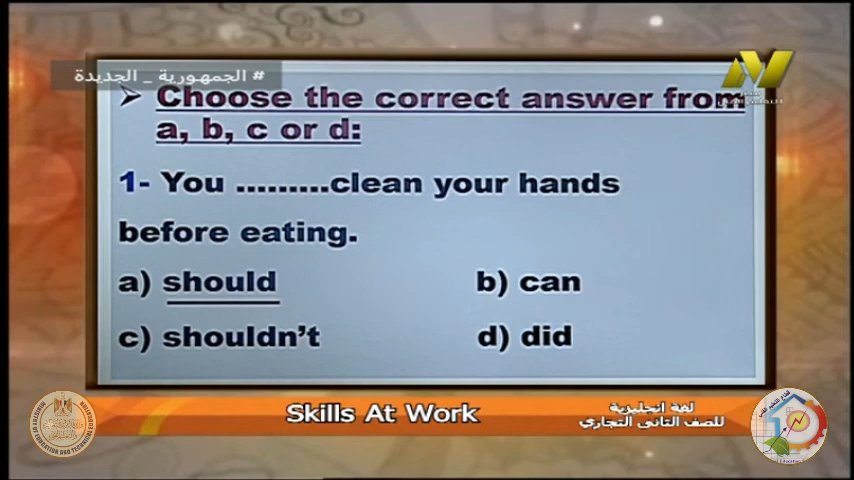 # الجمهورية _ الجديدة
➤ Choose the correct answer from
a, b, c or d:
1- You .........clean your hands
before eating.
a) should
b) can
c) shouldn't
d) did
Skills At Work
لغة انجليزية
للصف الثانى التجارى